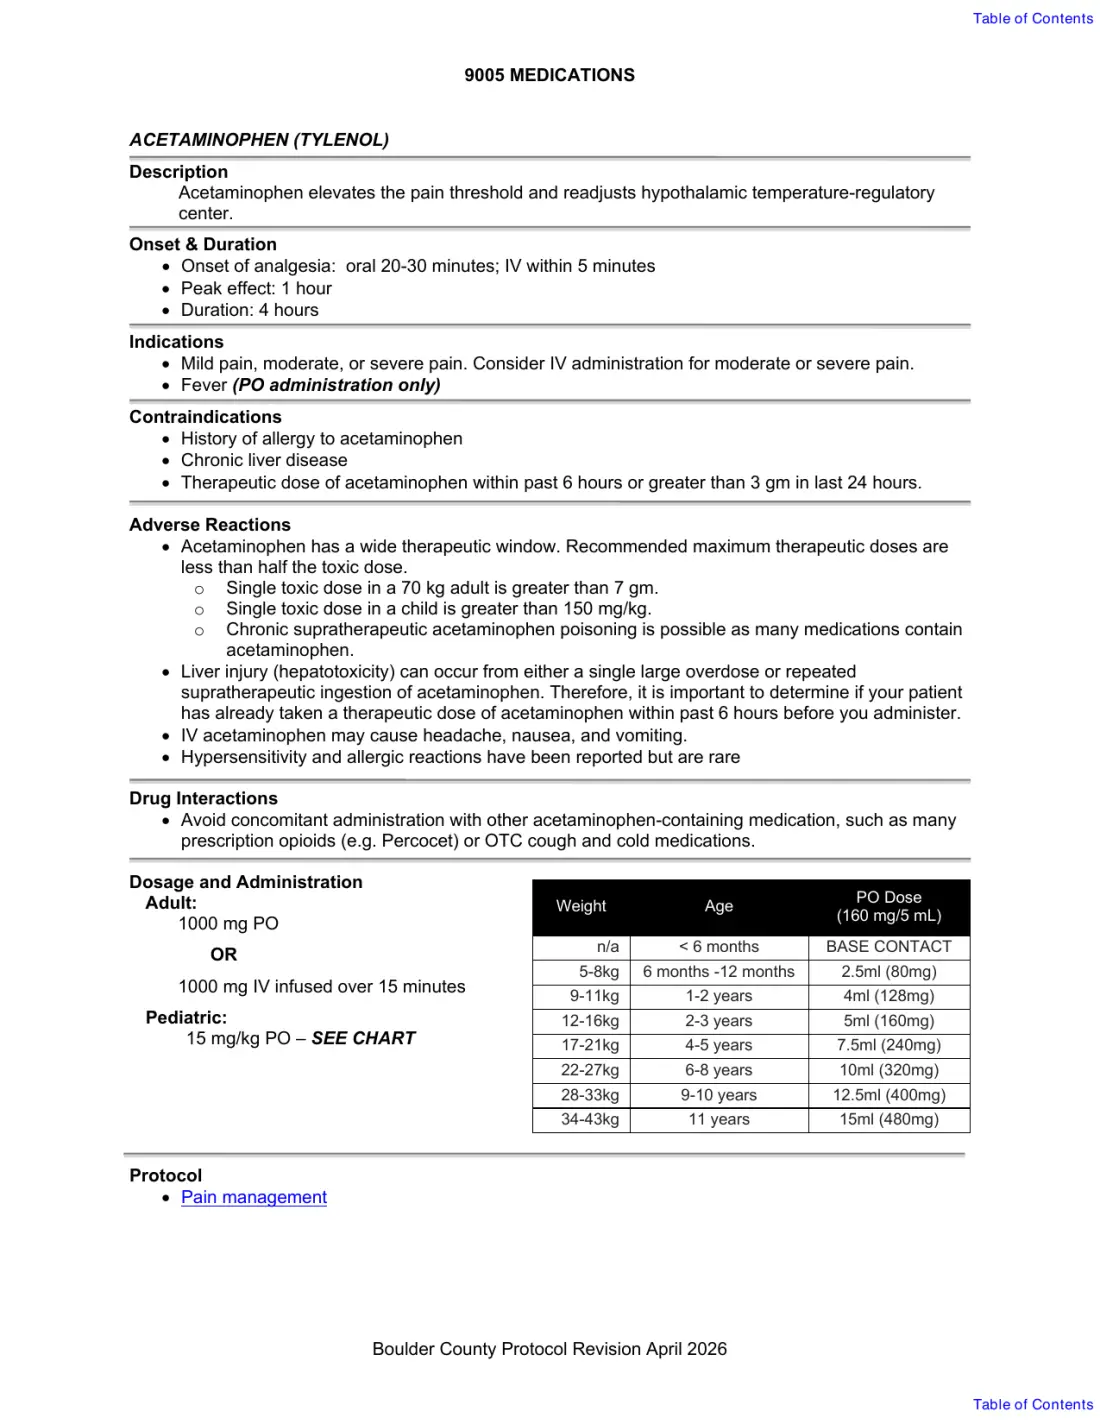 Table of Contents
9005 MEDICATIONS
ACETAMINOPHEN (TYLENOL)
Description
Acetaminophen elevates the pain threshold and readjusts hypothalamic temperature-regulatory
center.
Onset & Duration
• Onset of analgesia: oral 20-30 minutes; IV within 5 minutes
• Peak effect: 1 hour
• Duration: 4 hours
Indications
• Mild pain, moderate, or severe pain. Consider IV administration for moderate or severe pain.
• Fever (PO administration only)
Contraindications
• History of allergy to acetaminophen
• Chronic liver disease
• Therapeutic dose of acetaminophen within past 6 hours or greater than 3 gm in last 24 hours.
Adverse Reactions
• Acetaminophen has a wide therapeutic window. Recommended maximum therapeutic doses are
less than half the toxic dose.
o Single toxic dose in a 70 kg adult is greater than 7 gm.
o Single toxic dose in a child is greater than 150 mg/kg.
o Chronic supratherapeutic acetaminophen poisoning is possible as many medications contain
acetaminophen.
• Liver injury (hepatotoxicity) can occur from either a single large overdose or repeated
supratherapeutic ingestion of acetaminophen. Therefore, it is important to determine if your patient
has already taken a therapeutic dose of acetaminophen within past 6 hours before you administer.
• IV acetaminophen may cause headache, nausea, and vomiting.
• Hypersensitivity and allergic reactions have been reported but are rare
Drug Interactions
• Avoid concomitant administration with other acetaminophen-containing medication, such as many
prescription opioids (e.g. Percocet) or OTC cough and cold medications.
Dosage and Administration
Adult:
1000 mg PO
OR
1000 mg IV infused over 15 minutes
Pediatric:
15 mg/kg PO – SEE CHART
Weight Age PO Dose
(160 mg/5 mL)
n/a < 6 months BASE CONTACT
5-8kg 6 months -12 months 2.5ml (80mg)
9-11kg 1-2 years 4ml (128mg)
12-16kg 2-3 years 5ml (160mg)
17-21kg 4-5 years 7.5ml (240mg)
22-27kg 6-8 years 10ml (320mg)
28-33kg 9-10 years 12.5ml (400mg)
34-43kg 11 years 15ml (480mg)
Protocol
• Pain management
Boulder County Protocol Revision April 2026
Table of Contents